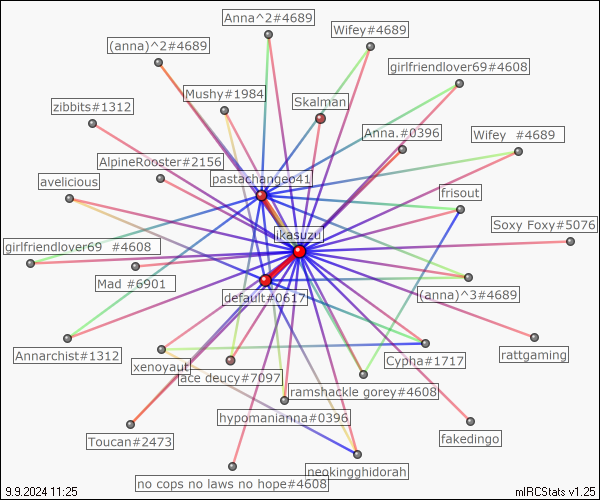 Anna^2#4689
Wifey#4689
(anna)^2#4689
girlfriendlover69#4608
Mushy#1984
Skalman
zibbits#1312
Anna.#0396
Wifey #4689
AlpineRooster#2156
pastachangeo41
avelicious
frisout
Soxy Foxy#5076
ikasuzu
girlfriendlover69 #4608
Mad #6901
default#0617
(anna)^3#4689
Annarchist#1312
xenoyaut
Cypha#1717
rattgaming
ace deucy#7097
ramshackle gorey#4608
hypomanianna#0396
Toucan#2473
fakedingo
neokingghidorah
no cops no laws no hope#4608
9.9.2024 11:25
mIRCStats v1.25